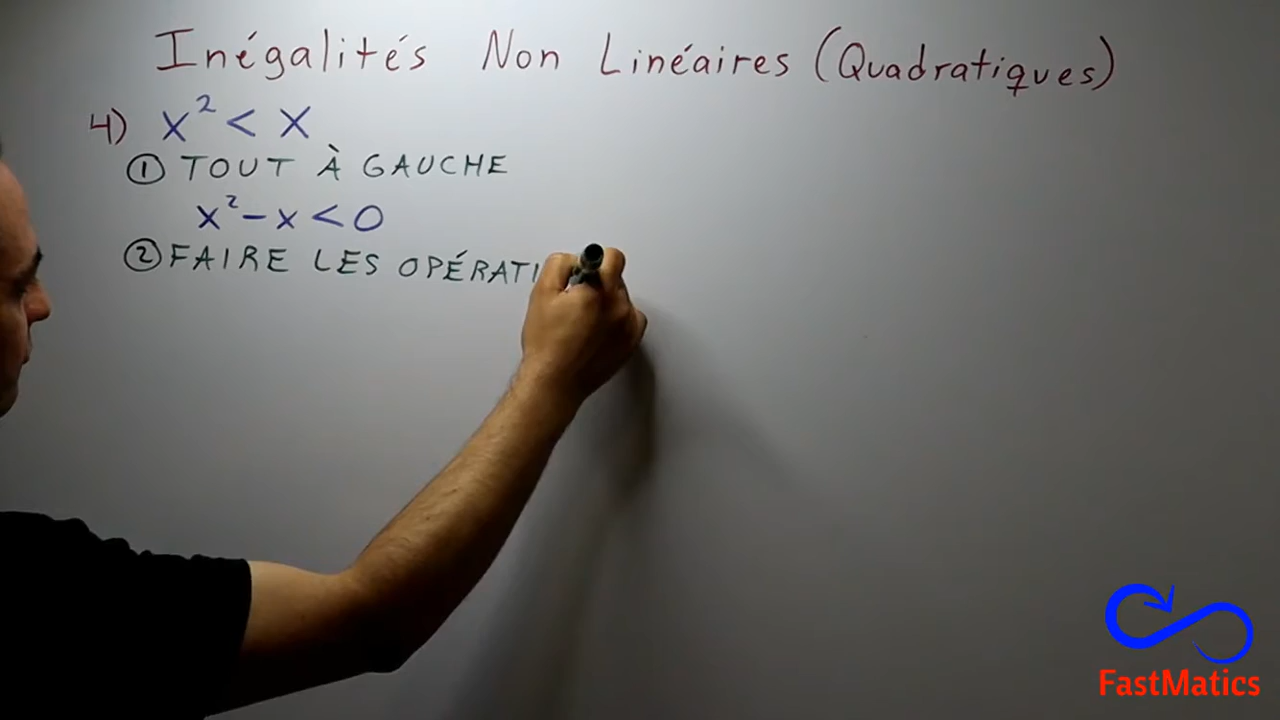 Inégalités Non Linéaires (Quadratiques)
4) x² < x
① TOUT À GAUCHE
x² - x < 0
② FAIRE LES OPÉRATI
FastMatics